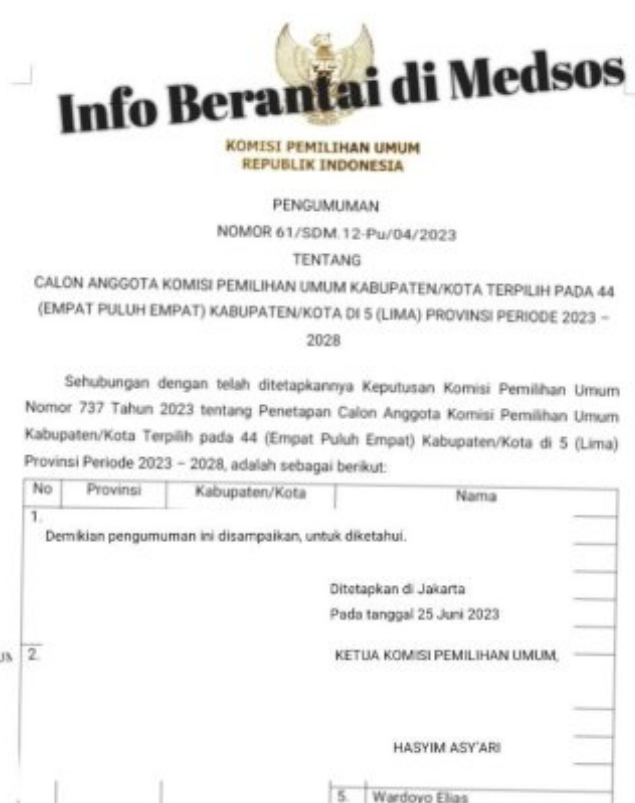 Info Berantai di Medsos
KOMISI PEMILIHAN UMUM
REPUBLIK INDONESIA
PENGUMUMAN
NOMOR 61/SDM.12-Pu/04/2023
TENTANG
CALON ANGGOTA KOMISI PEMILIHAN UMUM KABUPATEN/KOTA TERPILIH PADA 44
(EMPAT PULUH EMPAT) KABUPATEN/KOTA DI 5 (LIMA) PROVINSI PERIODE 2023 –
2028
Sehubungan dengan telah ditetapkannya Keputusan Komisi Pemilihan Umum
Nomor 737 Tahun 2023 tentang Penetapan Calon Anggota Komisi Pemilihan Umum
Kabupaten/Kota Terpilih pada 44 (Empat Puluh Empat) Kabupaten/Kota di 5 (Lima)
Provinsi Periode 2023 – 2028, adalah sebagai berikut:
No Provinsi Kabupaten/Kota Nama
1.
Demikian pengumuman ini disampaikan, untuk diketahui.
Ditetapkan di Jakarta
Pada tanggal 25 Juni 2023
2. KETUA KOMISI PEMILIHAN UMUM,
HASYIM ASY'ARI
5. Wardoyo Elias